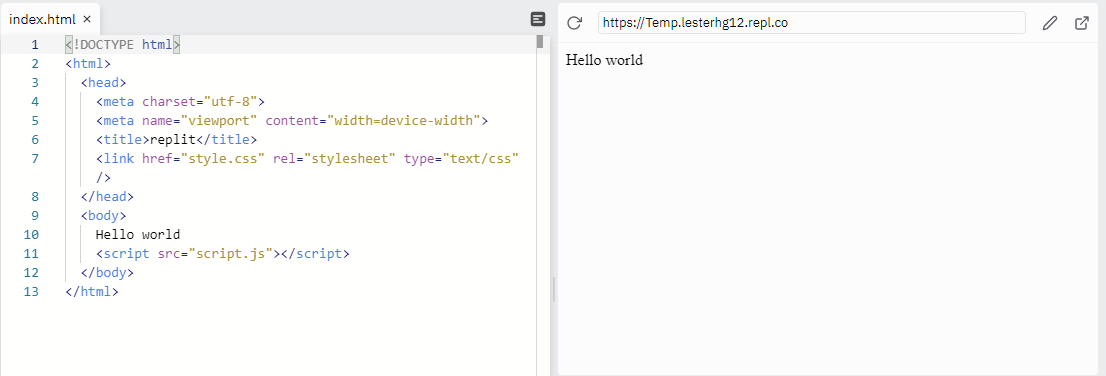 index.html ×
https://Temp.lesterhg12.repl.co
1 <!DOCTYPE html>
2 <html>
3 <head>
4 <meta charset="utf-8">
5 <meta name="viewport" content="width=device-width">
6 <title>replit</title>
7 <link href="style.css" rel="stylesheet" type="text/css"
/>
8 </head>
9 <body>
10 Hello world
11 <script src="script.js"></script>
12 </body>
13 </html>
Hello world